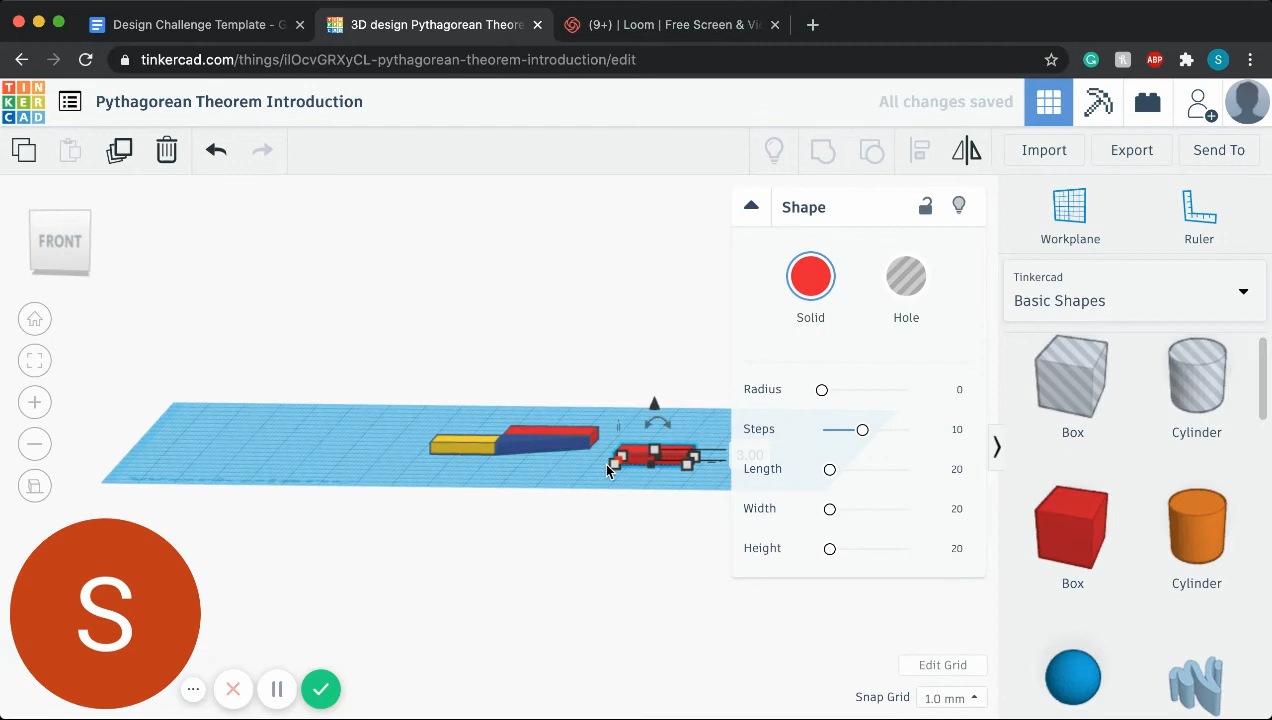 Design Challenge Template - G
3D design Pythagorean Theore
(9+) | Loom | Free Screen & Vi
tinkercad.com/things/ilOcvGRXyCL-pythagorean-theorem-introduction/edit
ABP
S
TIN
KER
CAD
Pythagorean Theorem Introduction
All changes saved
Import
Export
Send To
FRONT
Shape
Solid
Hole
Radius
0
Steps
10
Length
20
Width
20
Height
20
3.00
Workplane
Ruler
Tinkercad
Basic Shapes
Box
Cylinder
Box
Cylinder
S
Edit Grid
Snap Grid
1.0 mm